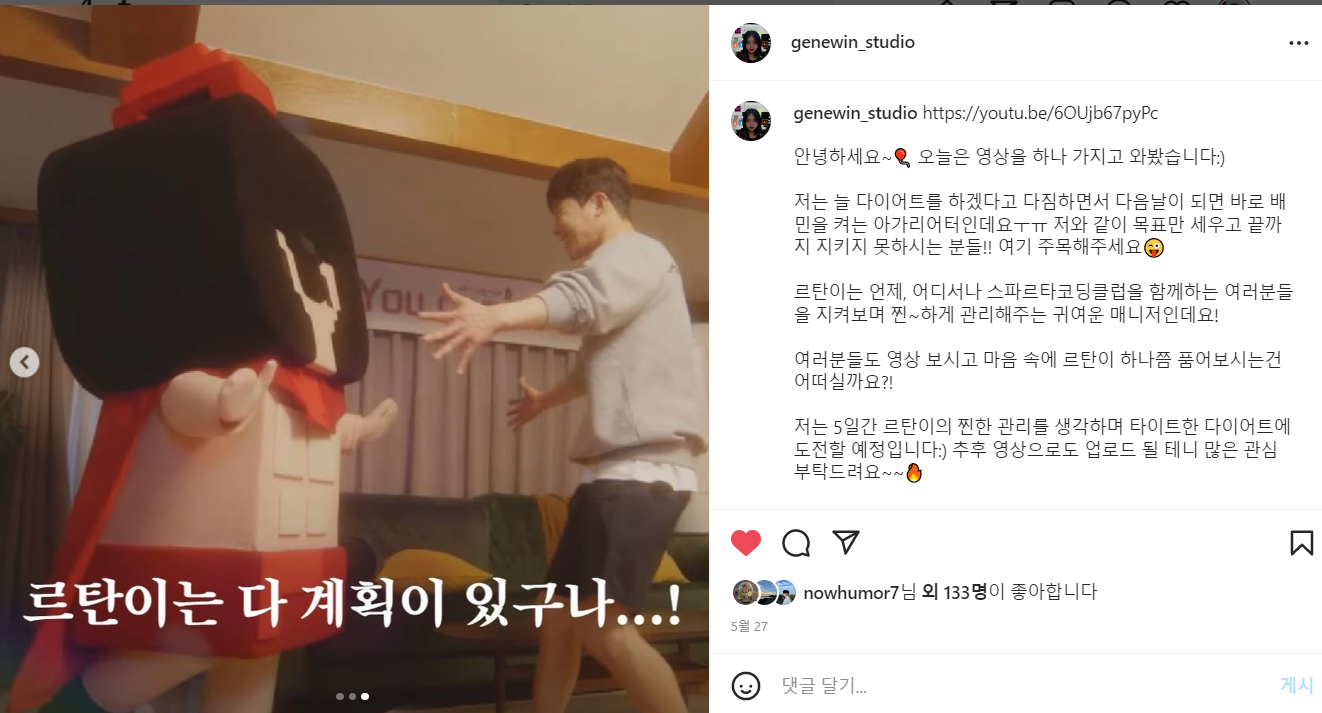 You
르탄이는 다 계획이 있구나...!
genewin_studio
genewin_studio https://youtu.be/6OUjb67pyPc
안녕하세요~🎈 오늘은 영상을 하나 가지고 와봤습니다:)
저는 늘 다이어트를 하겠다고 다짐하면서 다음날이 되면 바로 배
민을 켜는 아가리어터인데요ㅜㅠ 저와 같이 목표만 세우고 끝까
지 지키지 못하시는 분들!! 여기 주목해주세요😜
르탄이는 언제, 어디서나 스파르타코딩클럽을 함께하는 여러분들
을 지켜보며 찐~하게 관리해주는 귀여운 매니저인데요!
여러분들도 영상 보시고 마음 속에 르탄이 하나쯤 품어보시는건
어떠실까요?!
저는 5일간 르탄이의 찐한 관리를 생각하며 타이트한 다이어트에
도전할 예정입니다:) 추후 영상으로도 업로드 될 테니 많은 관심
부탁드려요~~🔥
nowhumor7님 외 133명이 좋아합니다
5월 27
댓글 달기...
게시